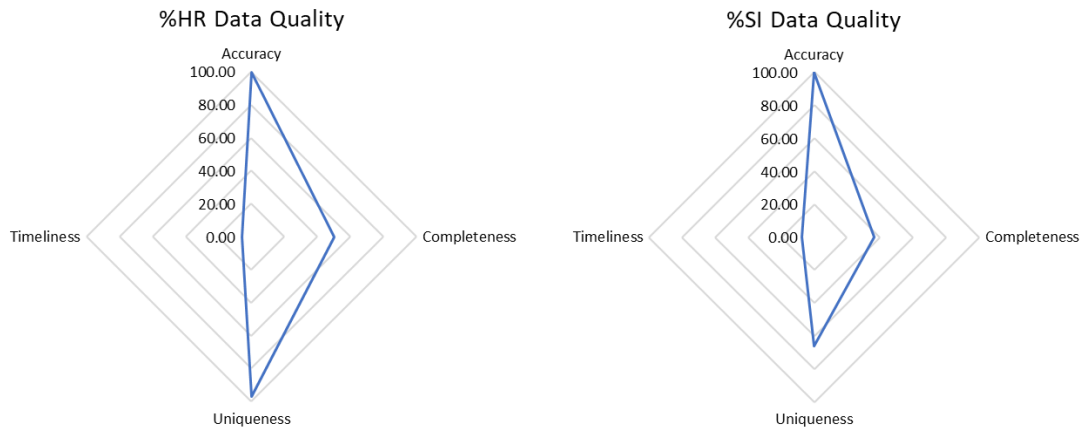 %HR Data Quality
Accuracy
100.00
80.00
60.00
40.00
20.00
0.00
Timeliness
Completeness
Uniqueness
%SI Data Quality
Accuracy
100.00
80.00
60.00
40.00
20.00
0.00
Timeliness
Completeness
Uniqueness